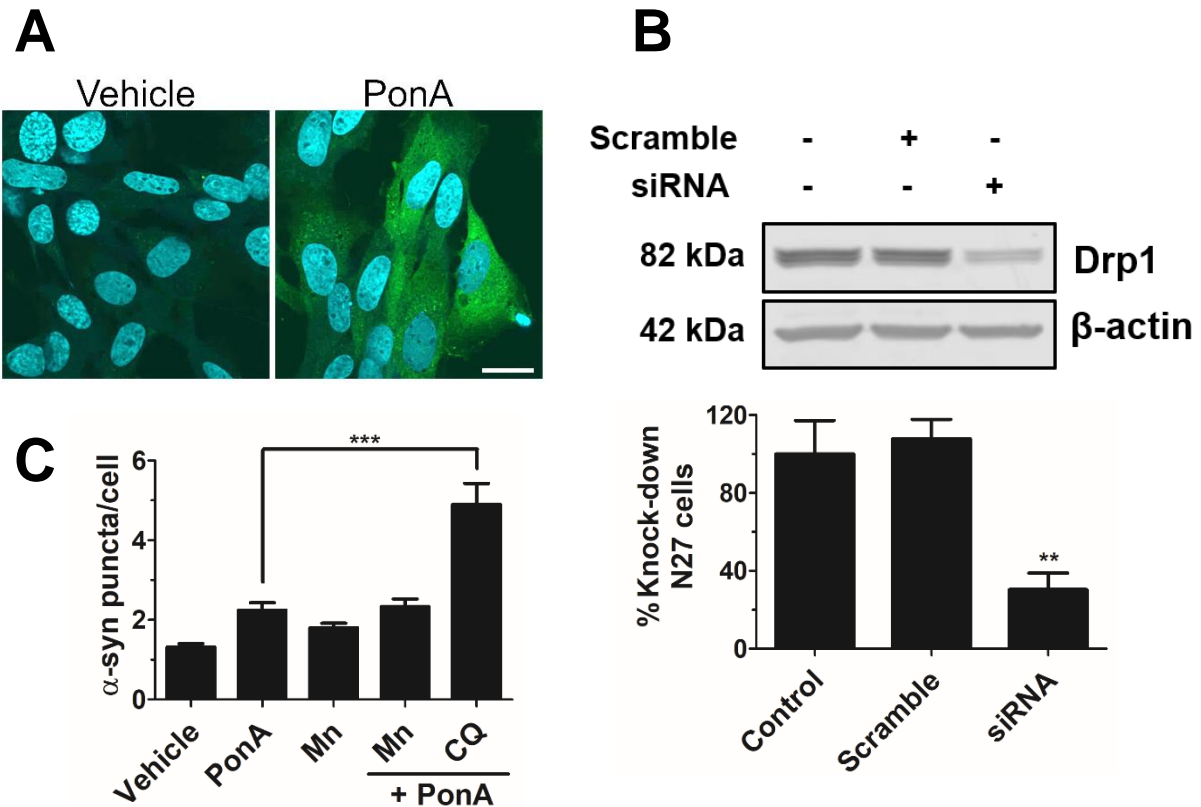 A
Vehicle PonA
B
Scramble - + -
siRNA - - +
82 kDa Drp1
42 kDa β-actin
120
80
40
0
% Knock-down
N27 cells
**
Control Scramble siRNA
C
***
6
4
2
0
α-syn puncta/cell
Vehicle PonA Mn Mn CQ
+ PonA